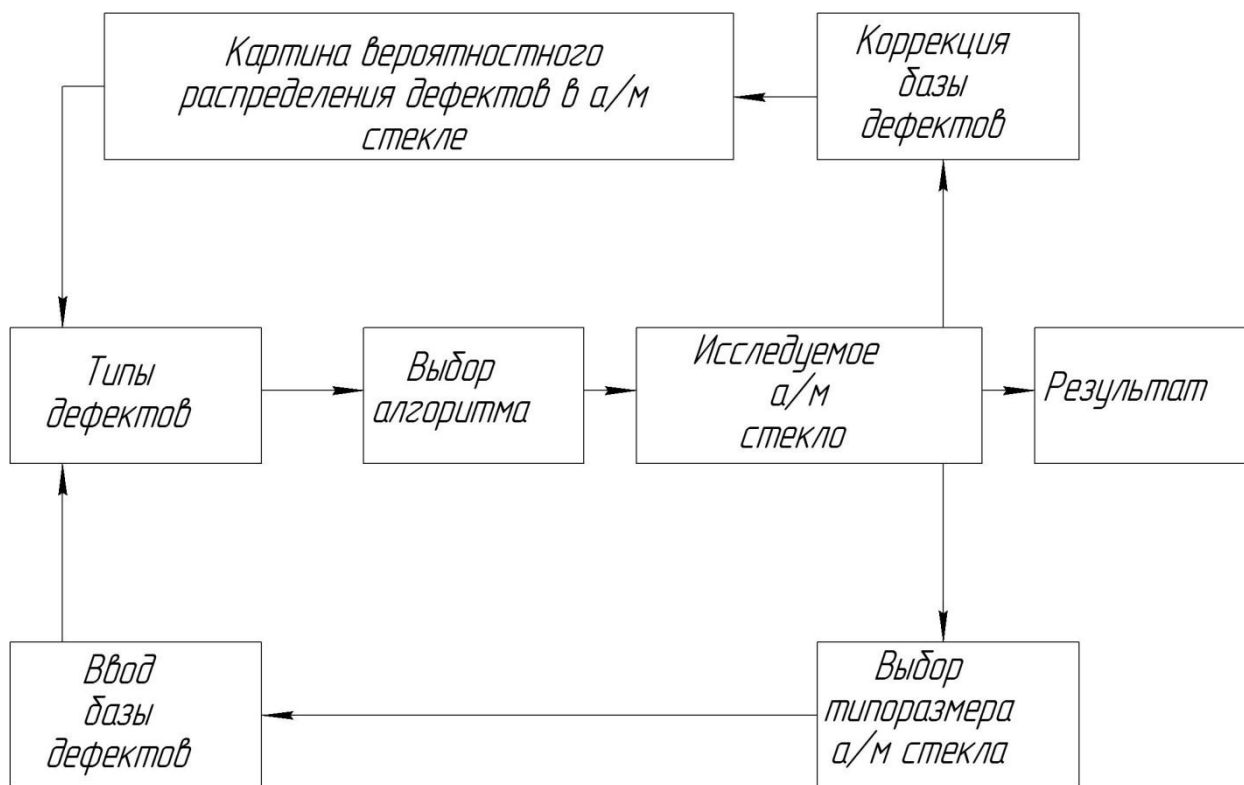 Картина вероятностного
распределения дефектов в а/м
стекле
Коррекция
базы
дефектов
Типы
дефектов
Выбор
алгоритма
Исследуемое
а/м
стекло
Результат
Ввод
базы
дефектов
Выбор
типоразмера
а/м стекла